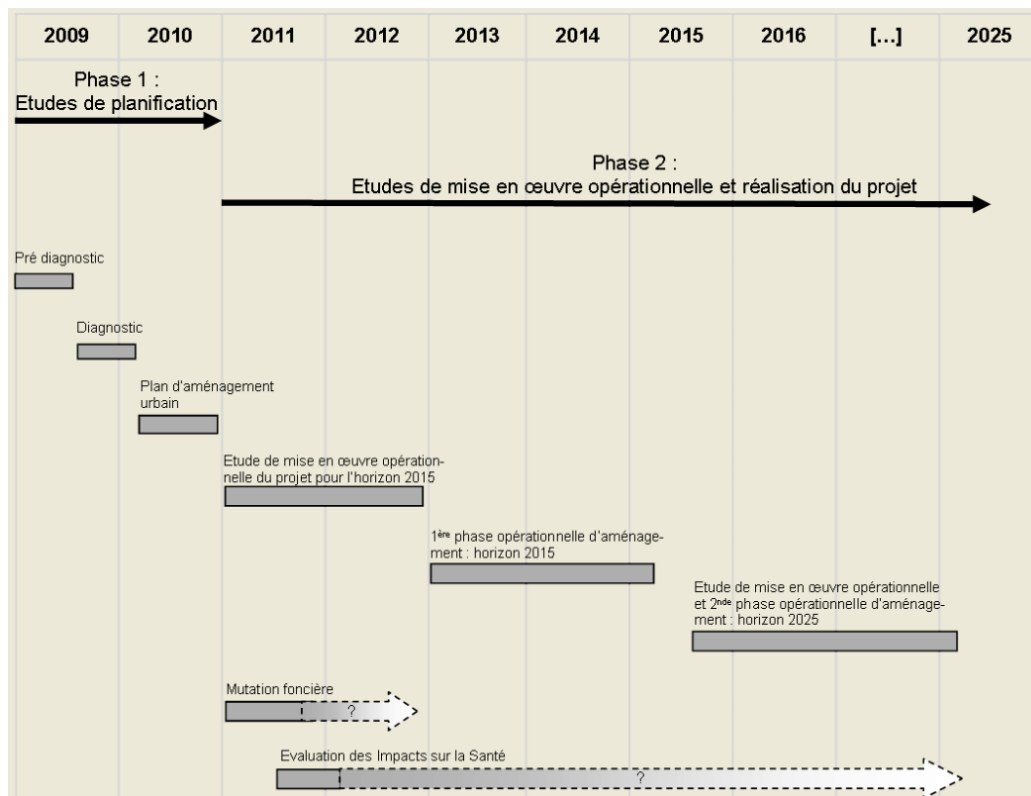 2009 2010 2011 2012 2013 2014 2015 2016 [...] 2025
Phase 1 :
Etudes de planification
Phase 2 :
Etudes de mise en œuvre opérationnelle et réalisation du projet
Pré diagnostic
Diagnostic
Plan d'aménagement
urbain
Etude de mise en œuvre opération-
nelle du projet pour l'horizon 2015
1ère phase opérationnelle d'aménage-
ment : horizon 2015
Etude de mise en œuvre opérationnelle
et 2nde phase opérationnelle d'aménage-
ment : horizon 2025
Mutation foncière
?
Evaluation des Impacts sur la Santé
?